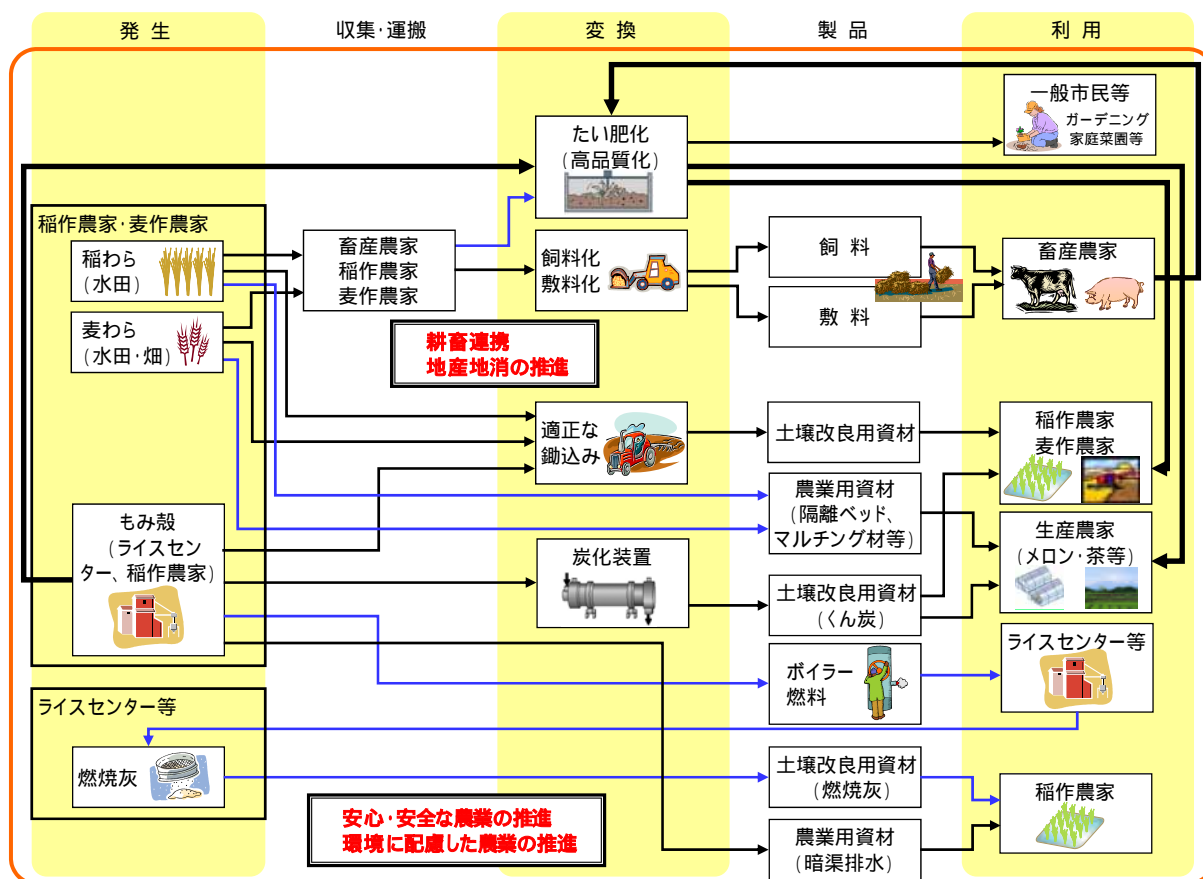 発 生
収集・運搬
変 換
製 品
利 用
一般市民等
ガーデニング
家庭菜園等
たい肥化
(高品質化)
稲作農家・麦作農家
稲わら
(水田)
麦わら
(水田・畑)
畜産農家
稲作農家
麦作農家
飼料化
敷料化
飼 料
敷 料
畜産農家
耕畜連携
地産地消の推進
適正な
鋤込み
土壌改良用資材
稲作農家
麦作農家
農業用資材
(隔離ベッド、
マルチング材等)
もみ殻
(ライスセン
ター、稲作農家)
炭化装置
土壌改良用資材
(くん炭)
生産農家
(メロン・茶等)
ボイラー
燃料
ライスセンター等
ライスセンター等
燃焼灰
土壌改良用資材
(燃焼灰)
稲作農家
安心・安全な農業の推進
環境に配慮した農業の推進
農業用資材
(暗渠排水)